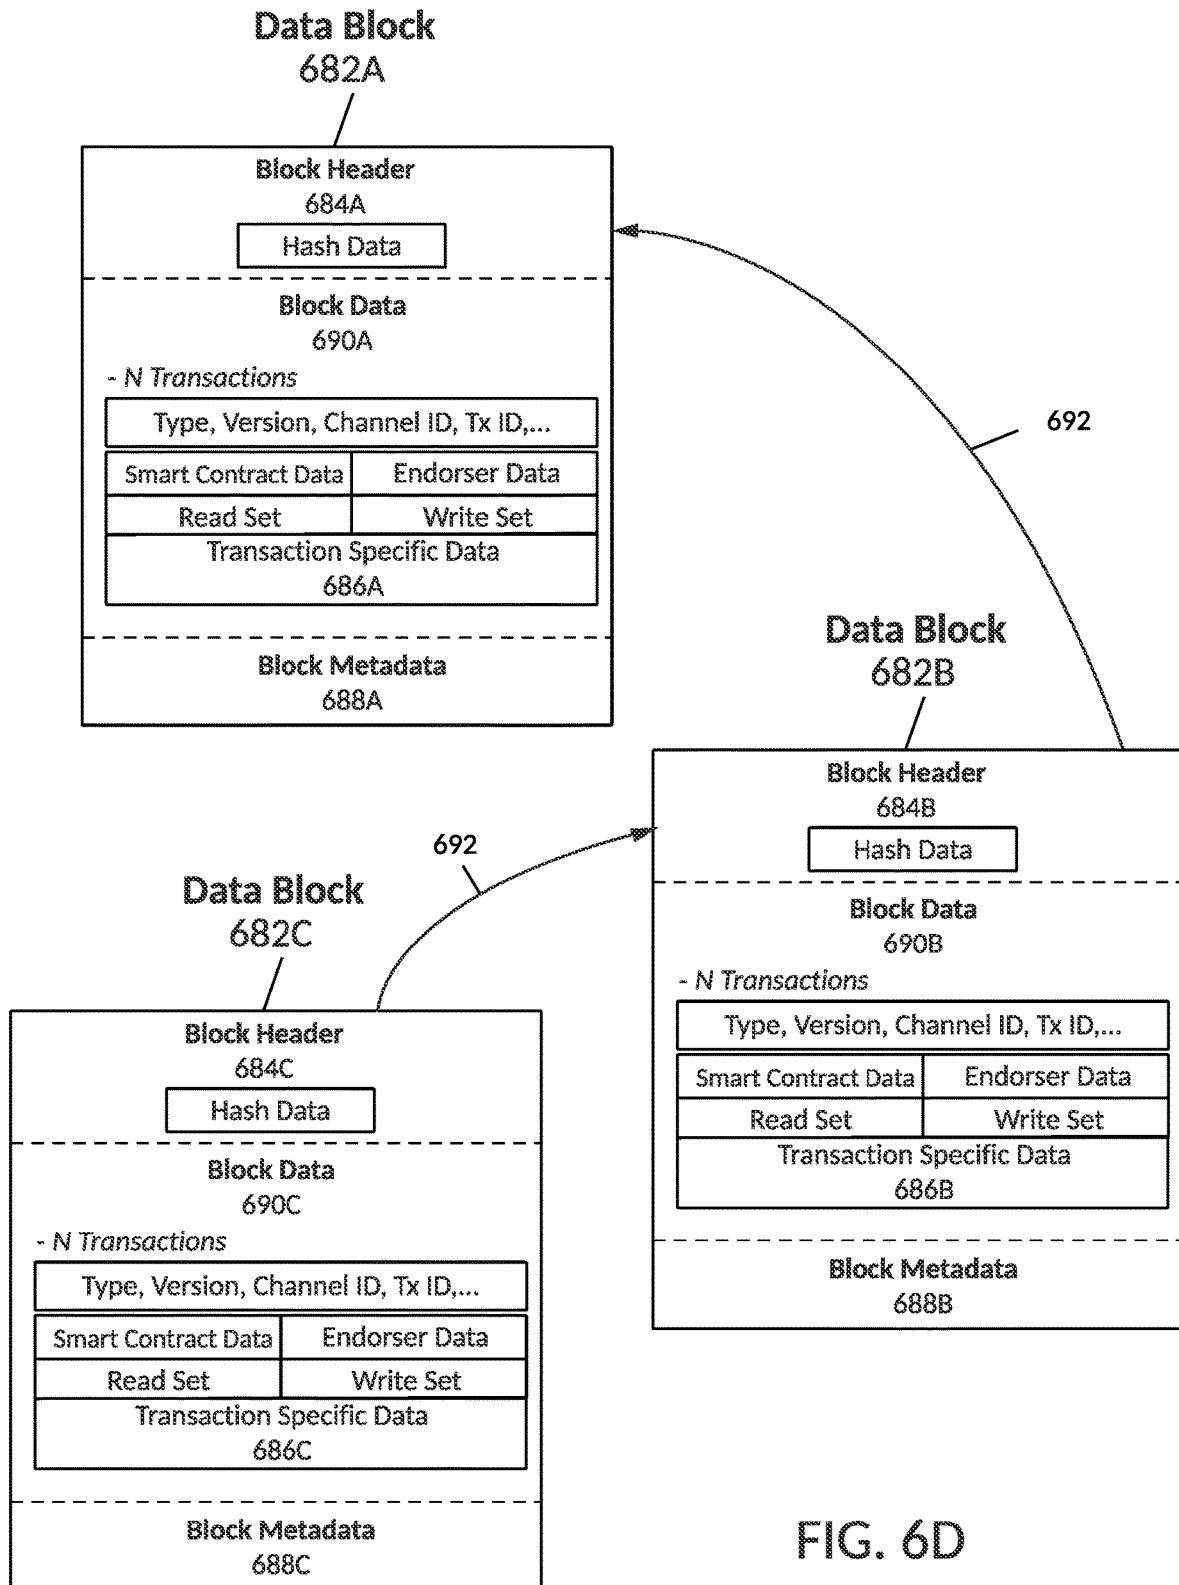 Data Block
682A
Block Header
684A
Hash Data
Block Data
690A
- N Transactions
Type, Version, Channel ID, Tx ID,...
Smart Contract Data
Endorser Data
Read Set
Write Set
Transaction Specific Data
686A
Block Metadata
688A
692
Data Block
682B
Block Header
684B
Hash Data
Block Data
690B
- N Transactions
Type, Version, Channel ID, Tx ID,...
Smart Contract Data
Endorser Data
Read Set
Write Set
Transaction Specific Data
686B
Block Metadata
688B
692
Data Block
682C
Block Header
684C
Hash Data
Block Data
690C
- N Transactions
Type, Version, Channel ID, Tx ID,...
Smart Contract Data
Endorser Data
Read Set
Write Set
Transaction Specific Data
686C
Block Metadata
688C
FIG. 6D